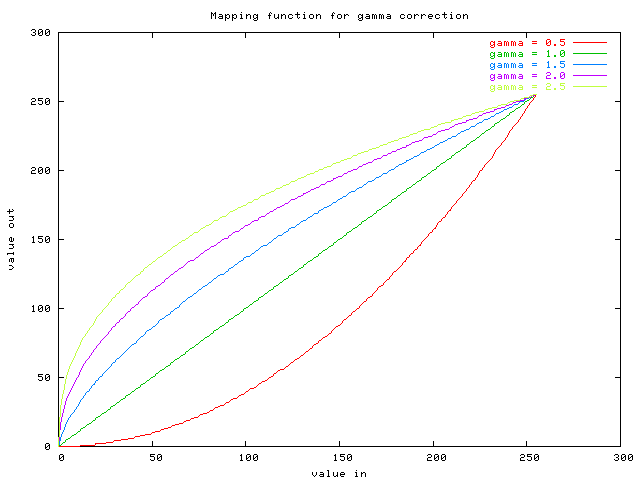 Mapping function for gamma correction
300
gamma = 0.5
gamma = 1.0
gamma = 1.5
gamma = 2.0
gamma = 2.5
250
200
value out
150
100
50
0
0 50 100 150 200 250 300
value in